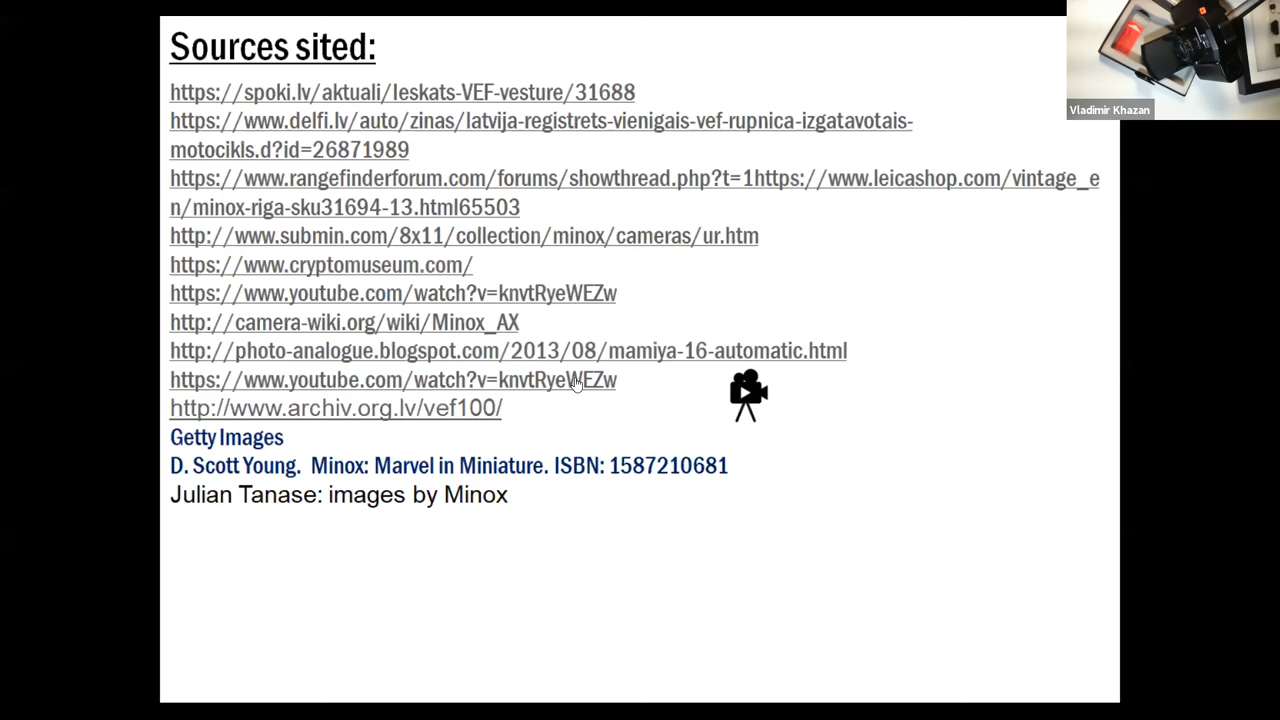 Sources sited:
https://spoki.lv/aktuali/Ieskats-VEF-vesture/31688
https://www.delfi.lv/auto/zinas/latvija-registrets-vienigais-vef-rupnica-izgatavotais-
motocikls.d?id=26871989
https://www.rangefinderforum.com/forums/showthread.php?t=1https://www.leicashop.com/vintage_e
n/minox-riga-sku31694-13.html65503
http://www.submin.com/8x11/collection/minox/cameras/ur.htm
https://www.cryptomuseum.com/
https://www.youtube.com/watch?v=knvtRyeWEZw
http://camera-wiki.org/wiki/Minox_AX
http://photo-analogue.blogspot.com/2013/08/mamiya-16-automatic.html
https://www.youtube.com/watch?v=knvtRyeWEZw
http://www.archiv.org.lv/vef100/
Getty Images
D. Scott Young. Minox: Marvel in Miniature. ISBN: 1587210681
Julian Tanase: images by Minox
Vladimir Khazan